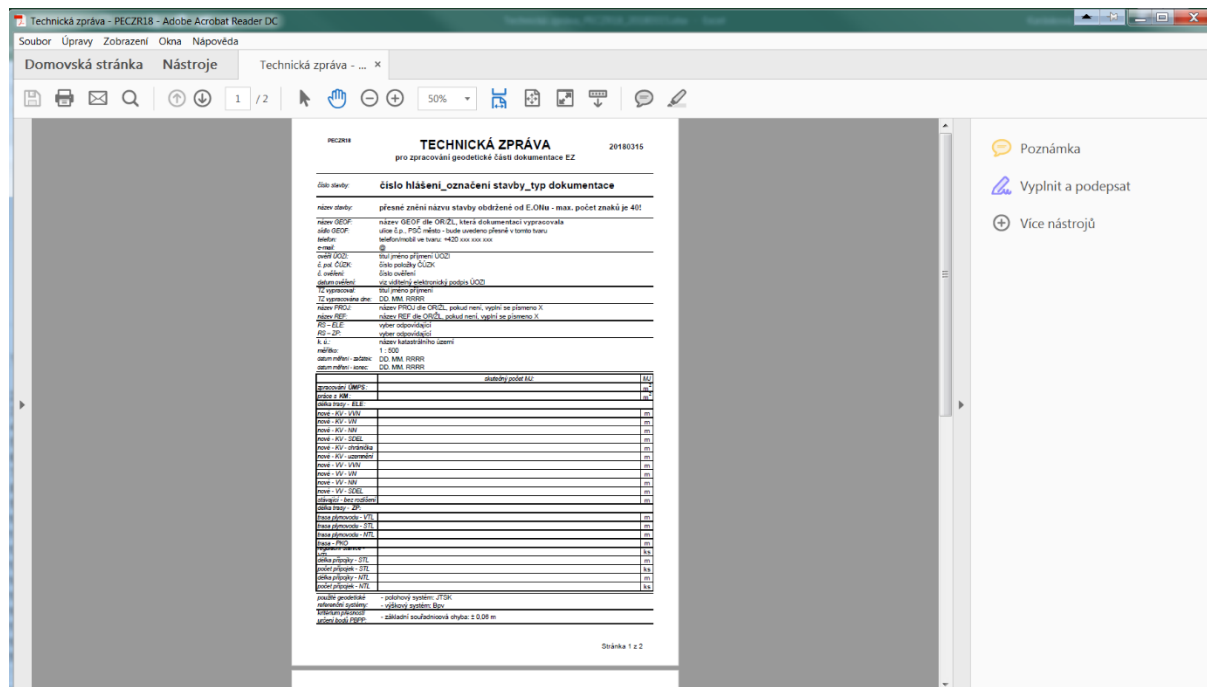 Technická zpráva - PECZR18 - Adobe Acrobat Reader DC
Soubor Úpravy Zobrazení Okna Nápověda
Domovská stránka Nástroje Technická zpráva - ... ×
1 / 2 50%
Poznámka
Vyplnit a podepsat
Více nástrojů
PECZR18 TECHNICKÁ ZPRÁVA 20180315
pro zpracování geodetické části dokumentace EZ
číslo stavby: číslo hlášení_označení stavby_typ dokumentace
název stavby: přesné znění názvu stavby obdržené od E.ONu - max. počet znaků je 40!
název GEOF: název GEOF dle OR/ŽL, která dokumentaci vypracovala
sídlo GEOF: ulice č.p., PSČ město - bude uvedeno přesně v tomto tvaru
telefon: telefon/mobil ve tvaru: +420 xxx xxx xxx
e-mail: @
ověřil ÚOZI: titul jméno příjmení ÚOZI
č. pol. ČÚZK: číslo položky ČÚZK
č. ověření: číslo ověření
datum ověření: viz viditelný elektronický podpis ÚOZI
TZ vypracoval: titul jméno příjmení
TZ vypracována dne: DD. MM. RRRR
název PROJ: název PROJ dle OR/ŽL, pokud není, vyplní se písmeno X
název REF: název REF dle OR/ŽL, pokud není, vyplní se písmeno X
RS – ELE: vyber odpovídající
RS – ZP: vyber odpovídající
k. ú.: název katastrálního území
měřítko: 1 : 500
datum měření - začátek: DD. MM. RRRR
datum měření - konec: DD. MM. RRRR
skutečný počet MJ: MJ
zpracování ÚMPS: m²
práce s KM: m²
délka trasy - ELE:
nové - KV - VVN m
nové - KV - VN m
nové - KV - NN m
nové - KV - SDEL m
nové - KV - chránička m
nové - KV - uzemnění m
nové - VV - VVN m
nové - VV - VN m
nové - VV - NN m
nové - VV - SDEL m
stávající - bez rozlišení m
délka trasy - ZP:
trasa plynovodu - VTL m
trasa plynovodu - STL m
trasa plynovodu - NTL m
trasa - PKO m
regulační stanice - ks
délka přípojky - STL m
počet přípojek - STL ks
délka přípojky - NTL m
počet přípojek - NTL ks
použité geodetické - polohový systém: JTSK
referenční systémy: - výškový systém: Bpv
kritérium přesnosti
určení bodů PBPP: - základní souřadnicová chyba: ± 0,06 m
Stránka 1 z 2